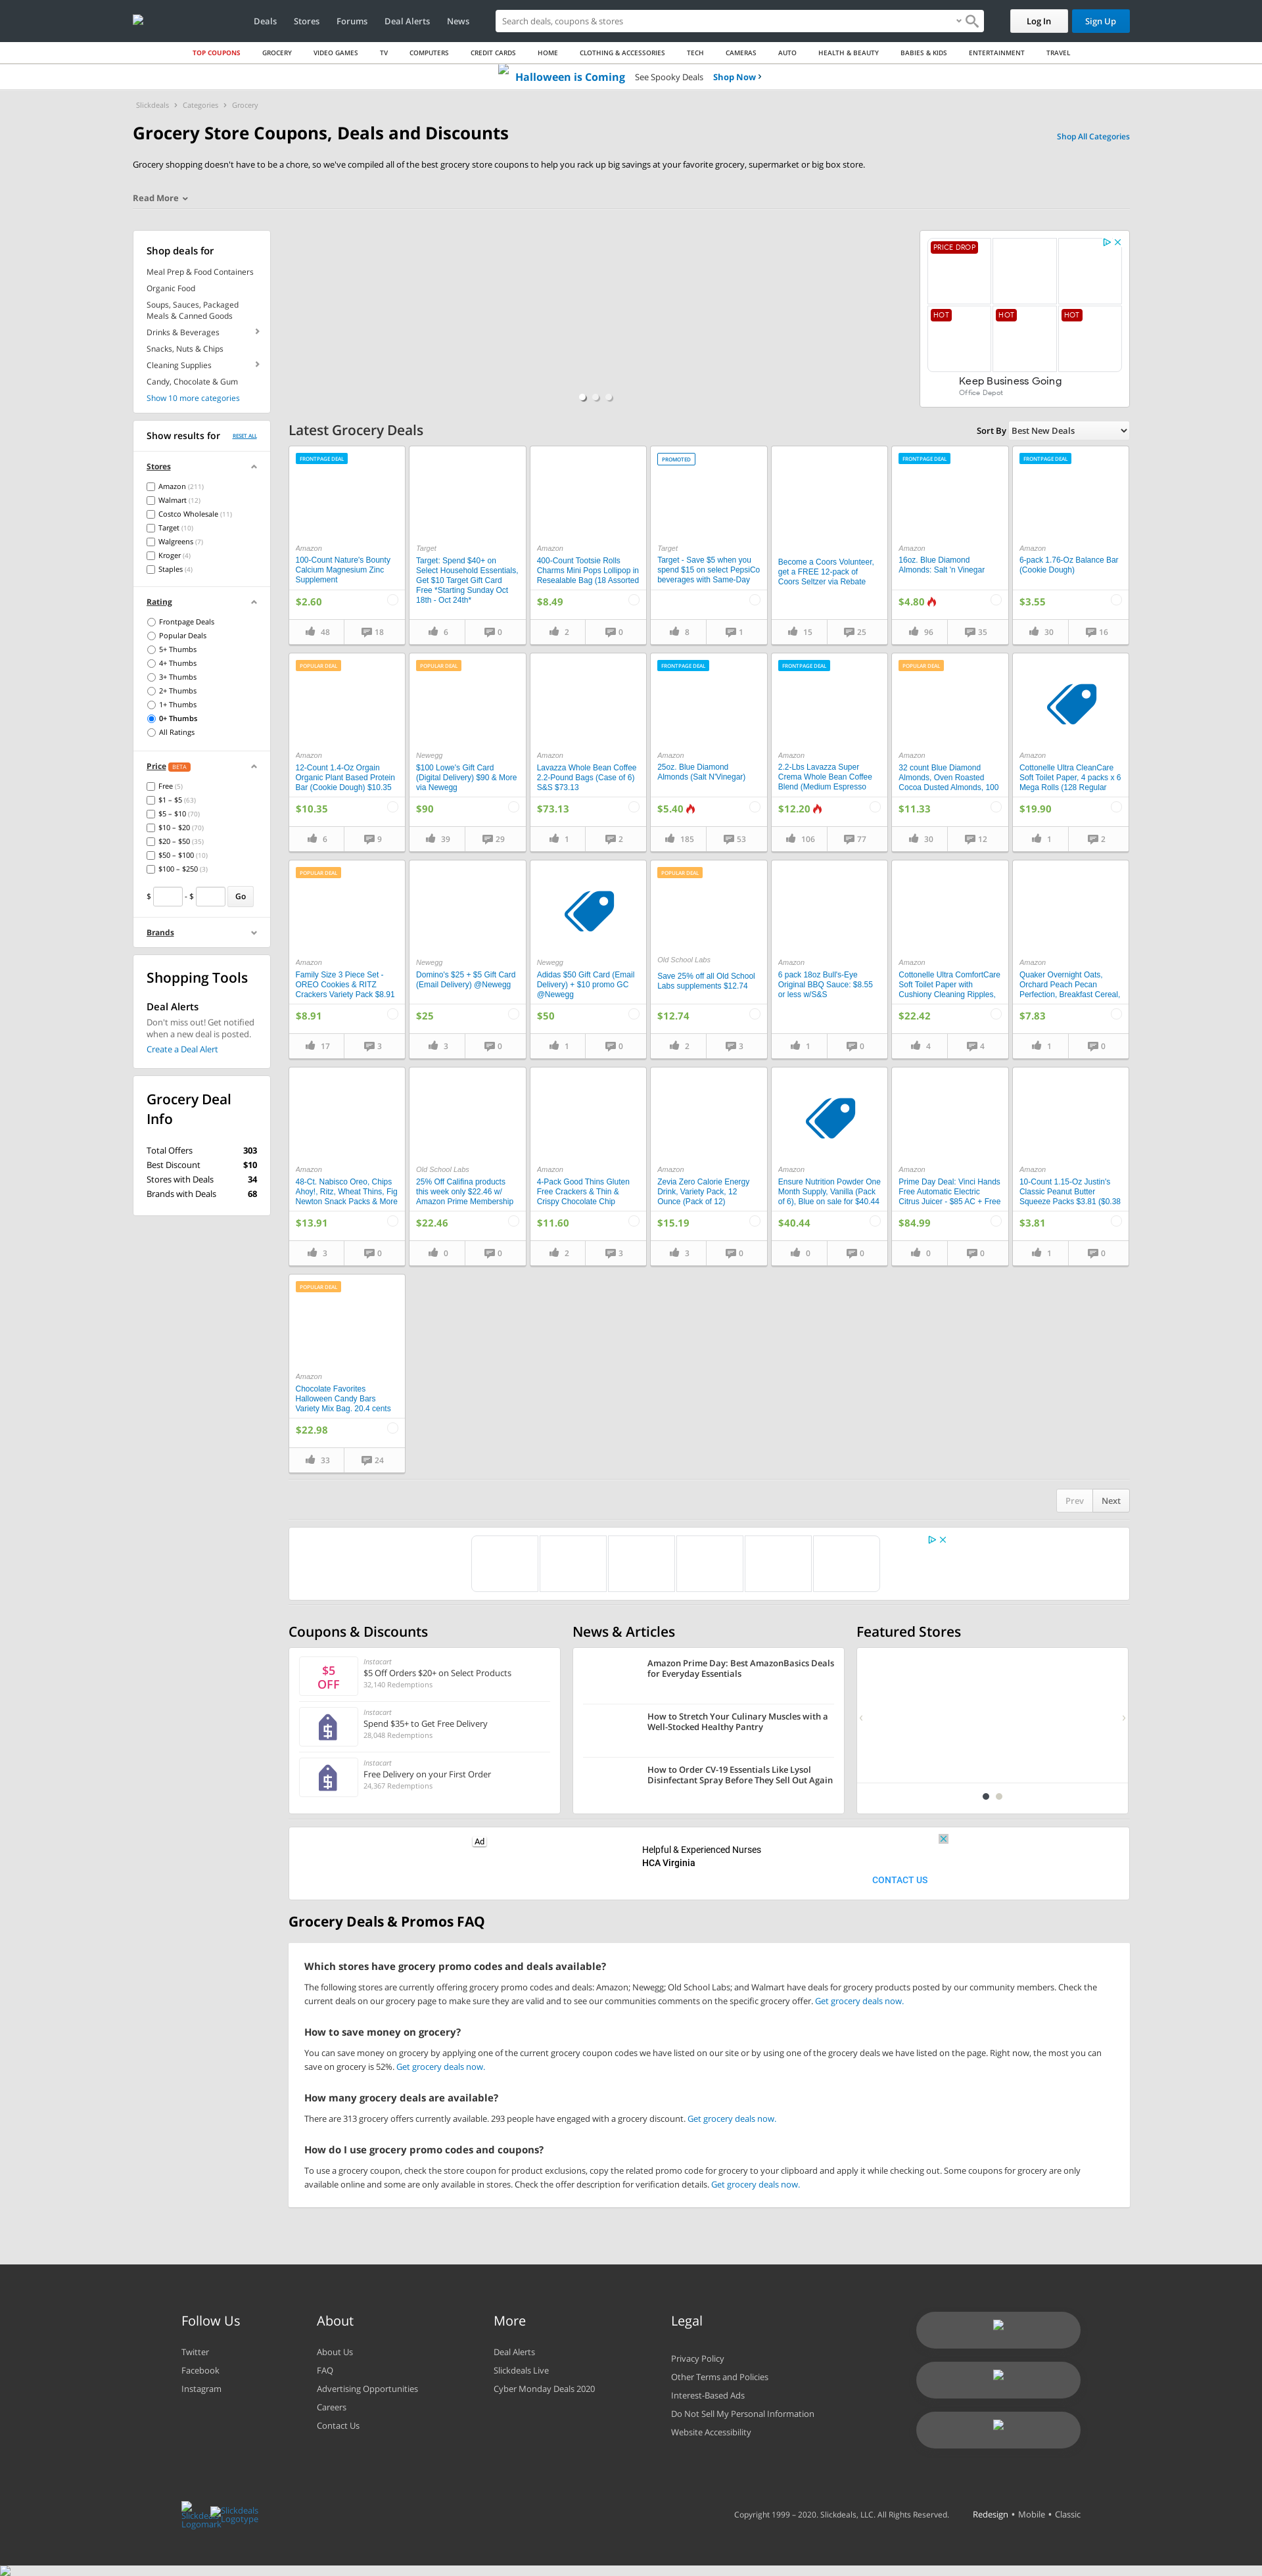 Deals
Stores
Forums
Deal Alerts
News
Search deals, coupons & stores
Log In
Sign Up
TOP COUPONS
GROCERY
VIDEO GAMES
TV
COMPUTERS
CREDIT CARDS
HOME
CLOTHING & ACCESSORIES
TECH
CAMERAS
AUTO
HEALTH & BEAUTY
BABIES & KIDS
ENTERTAINMENT
TRAVEL
Halloween is Coming See Spooky Deals Shop Now
Slickdeals › Categories › Grocery
Grocery Store Coupons, Deals and Discounts
Shop All Categories
Grocery shopping doesn't have to be a chore, so we've compiled all of the best grocery store coupons to help you rack up big savings at your favorite grocery, supermarket or big box store.
Read More
Shop deals for
Meal Prep & Food Containers
Organic Food
Soups, Sauces, Packaged
Meals & Canned Goods
Drinks & Beverages
Snacks, Nuts & Chips
Cleaning Supplies
Candy, Chocolate & Gum
Show 10 more categories
PRICE DROP
HOT
HOT
HOT
Keep Business Going
Office Depot
Show results for
RESET ALL
Stores
Amazon (211)
Walmart (12)
Costco Wholesale (11)
Target (10)
Walgreens (7)
Kroger (4)
Staples (4)
Rating
Frontpage Deals
Popular Deals
5+ Thumbs
4+ Thumbs
3+ Thumbs
2+ Thumbs
1+ Thumbs
0+ Thumbs
All Ratings
Price BETA
Free (5)
$1 – $5 (63)
$5 – $10 (70)
$10 – $20 (70)
$20 – $50 (35)
$50 – $100 (10)
$100 – $250 (3)
$ - $ Go
Brands
Shopping Tools
Deal Alerts
Don't miss out! Get notified
when a new deal is posted.
Create a Deal Alert
Grocery Deal
Info
Total Offers 303
Best Discount $10
Stores with Deals 34
Brands with Deals 68
Latest Grocery Deals
Sort By Best New Deals
FRONTPAGE DEAL
Amazon
100-Count Nature's Bounty
Calcium Magnesium Zinc
Supplement
$2.60
48 18
Target
Target: Spend $40+ on
Select Household Essentials,
Get $10 Target Gift Card
Free *Starting Sunday Oct
18th - Oct 24th*
6 0
Amazon
400-Count Tootsie Rolls
Charms Mini Pops Lollipop in
Resealable Bag (18 Assorted
$8.49
2 0
PROMOTED
Target
Target - Save $5 when you
spend $15 on select PepsiCo
beverages with Same-Day
8 1
Become a Coors Volunteer,
get a FREE 12-pack of
Coors Seltzer via Rebate
15 25
FRONTPAGE DEAL
Amazon
16oz. Blue Diamond
Almonds: Salt 'n Vinegar
$4.80
96 35
FRONTPAGE DEAL
Amazon
6-pack 1.76-Oz Balance Bar
(Cookie Dough)
$3.55
30 16
POPULAR DEAL
Amazon
12-Count 1.4-Oz Orgain
Organic Plant Based Protein
Bar (Cookie Dough) $10.35
$10.35
6 9
POPULAR DEAL
Newegg
$100 Lowe's Gift Card
(Digital Delivery) $90 & More
via Newegg
$90
39 29
Amazon
Lavazza Whole Bean Coffee
2.2-Pound Bags (Case of 6)
S&S $73.13
$73.13
1 2
FRONTPAGE DEAL
Amazon
25oz. Blue Diamond
Almonds (Salt N'Vinegar)
$5.40
185 53
FRONTPAGE DEAL
Amazon
2.2-Lbs Lavazza Super
Crema Whole Bean Coffee
Blend (Medium Espresso
$12.20
106 77
POPULAR DEAL
Amazon
32 count Blue Diamond
Almonds, Oven Roasted
Cocoa Dusted Almonds, 100
$11.33
30 12
Amazon
Cottonelle Ultra CleanCare
Soft Toilet Paper, 4 packs x 6
Mega Rolls (128 Regular
$19.90
1 2
POPULAR DEAL
Amazon
Family Size 3 Piece Set -
OREO Cookies & RITZ
Crackers Variety Pack $8.91
$8.91
17 3
Newegg
Domino's $25 + $5 Gift Card
(Email Delivery) @Newegg
$25
3 0
Newegg
Adidas $50 Gift Card (Email
Delivery) + $10 promo GC
@Newegg
$50
1 0
POPULAR DEAL
Old School Labs
Save 25% off all Old School
Labs supplements $12.74
$12.74
2 3
Amazon
6 pack 18oz Bull's-Eye
Original BBQ Sauce: $8.55
or less w/S&S
1 0
Amazon
Cottonelle Ultra ComfortCare
Soft Toilet Paper with
Cushiony Cleaning Ripples,
$22.42
4 4
Amazon
Quaker Overnight Oats,
Orchard Peach Pecan
Perfection, Breakfast Cereal,
$7.83
1 0
Amazon
48-Ct. Nabisco Oreo, Chips
Ahoy!, Ritz, Wheat Thins, Fig
Newton Snack Packs & More
$13.91
3 0
Old School Labs
25% Off Califina products
this week only $22.46 w/
Amazon Prime Membership
$22.46
0 0
Amazon
4-Pack Good Thins Gluten
Free Crackers & Thin &
Crispy Chocolate Chip
$11.60
2 3
Amazon
Zevia Zero Calorie Energy
Drink, Variety Pack, 12
Ounce (Pack of 12)
$15.19
3 0
Amazon
Ensure Nutrition Powder One
Month Supply, Vanilla (Pack
of 6), Blue on sale for $40.44
$40.44
0 0
Amazon
Prime Day Deal: Vinci Hands
Free Automatic Electric
Citrus Juicer - $85 AC + Free
$84.99
0 0
Amazon
10-Count 1.15-Oz Justin's
Classic Peanut Butter
Squeeze Packs $3.81 ($0.38
$3.81
1 0
POPULAR DEAL
Amazon
Chocolate Favorites
Halloween Candy Bars
Variety Mix Bag. 20.4 cents
$22.98
33 24
Prev Next
Coupons & Discounts
$5
OFF
Instacart
$5 Off Orders $20+ on Select Products
32,140 Redemptions
Instacart
Spend $35+ to Get Free Delivery
28,048 Redemptions
Instacart
Free Delivery on your First Order
24,367 Redemptions
News & Articles
Amazon Prime Day: Best AmazonBasics Deals
for Everyday Essentials
How to Stretch Your Culinary Muscles with a
Well-Stocked Healthy Pantry
How to Order CV-19 Essentials Like Lysol
Disinfectant Spray Before They Sell Out Again
Featured Stores
Ad
Helpful & Experienced Nurses
HCA Virginia
CONTACT US
Grocery Deals & Promos FAQ
Which stores have grocery promo codes and deals available?
The following stores are currently offering grocery promo codes and deals: Amazon; Newegg; Old School Labs; and Walmart have deals for grocery products posted by our community members. Check the
current deals on our grocery page to make sure they are valid and to see our communities comments on the specific grocery offer. Get grocery deals now.
How to save money on grocery?
You can save money on grocery by applying one of the current grocery coupon codes we have listed on our site or by using one of the grocery deals we have listed on the page. Right now, the most you can
save on grocery is 52%. Get grocery deals now.
How many grocery deals are available?
There are 313 grocery offers currently available. 293 people have engaged with a grocery discount. Get grocery deals now.
How do I use grocery promo codes and coupons?
To use a grocery coupon, check the store coupon for product exclusions, copy the related promo code for grocery to your clipboard and apply it while checking out. Some coupons for grocery are only
available online and some are only available in stores. Check the offer description for verification details. Get grocery deals now.
Follow Us
Twitter
Facebook
Instagram
About
About Us
FAQ
Advertising Opportunities
Careers
Contact Us
More
Deal Alerts
Slickdeals Live
Cyber Monday Deals 2020
Legal
Privacy Policy
Other Terms and Policies
Interest-Based Ads
Do Not Sell My Personal Information
Website Accessibility
Slickdeals
Logomark
Slickdeals
Logotype
Copyright 1999 – 2020. Slickdeals, LLC. All Rights Reserved.
Redesign • Mobile • Classic